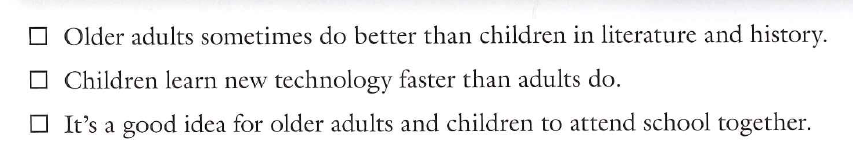 ☐ Older adults sometimes do better than children in literature and history.
☐ Children learn new technology faster than adults do.
☐ It's a good idea for older adults and children to attend school together.